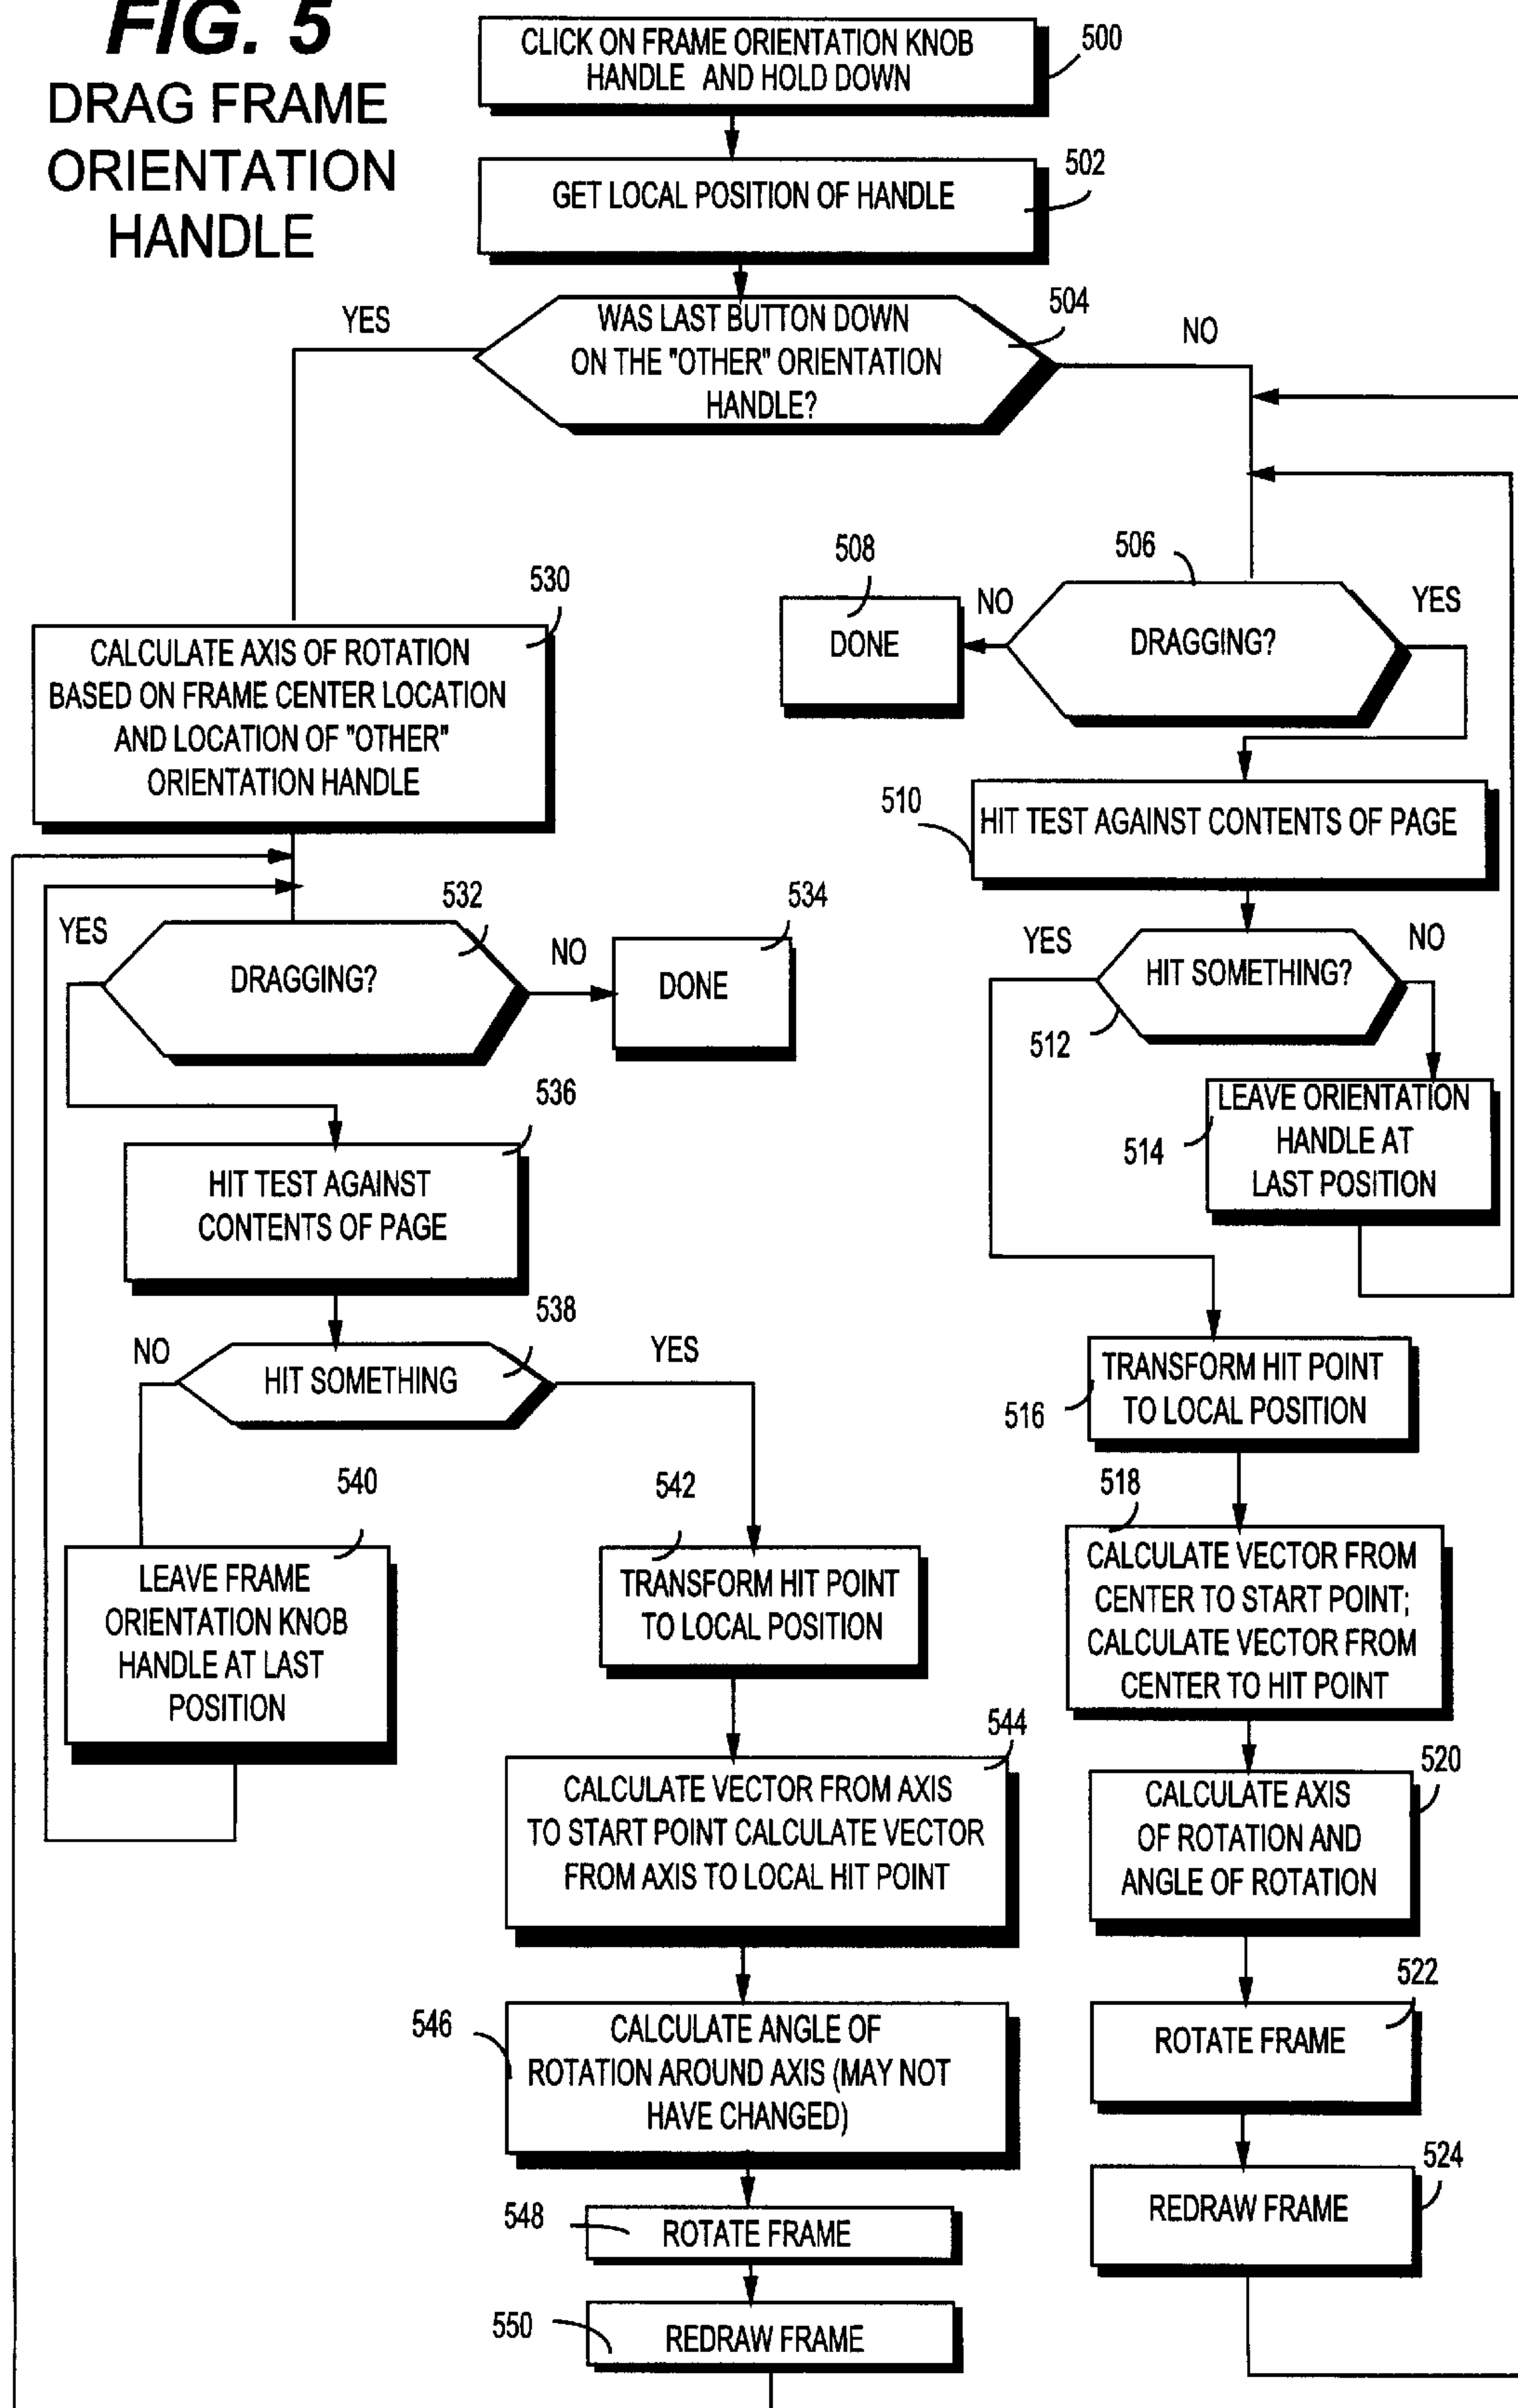 FIG. 5
DRAG FRAME
ORIENTATION
HANDLE
CLICK ON FRAME ORIENTATION KNOB
HANDLE AND HOLD DOWN
500
GET LOCAL POSITION OF HANDLE
502
WAS LAST BUTTON DOWN
ON THE "OTHER" ORIENTATION
HANDLE?
504
YES
NO
530
CALCULATE AXIS OF ROTATION
BASED ON FRAME CENTER LOCATION
AND LOCATION OF "OTHER"
ORIENTATION HANDLE
508
DONE
NO
506
DRAGGING?
YES
510
HIT TEST AGAINST CONTENTS OF PAGE
YES
532
DRAGGING?
NO
534
DONE
YES
HIT SOMETHING?
NO
512
514
LEAVE ORIENTATION
HANDLE AT
LAST POSITION
536
HIT TEST AGAINST
CONTENTS OF PAGE
538
NO
HIT SOMETHING
YES
516
TRANSFORM HIT POINT
TO LOCAL POSITION
540
LEAVE FRAME
ORIENTATION KNOB
HANDLE AT LAST
POSITION
542
TRANSFORM HIT POINT
TO LOCAL POSITION
518
CALCULATE VECTOR FROM
CENTER TO START POINT;
CALCULATE VECTOR FROM
CENTER TO HIT POINT
544
CALCULATE VECTOR FROM AXIS
TO START POINT CALCULATE VECTOR
FROM AXIS TO LOCAL HIT POINT
520
CALCULATE AXIS
OF ROTATION AND
ANGLE OF ROTATION
546
CALCULATE ANGLE OF
ROTATION AROUND AXIS (MAY NOT
HAVE CHANGED)
522
ROTATE FRAME
548
ROTATE FRAME
524
REDRAW FRAME
550
REDRAW FRAME